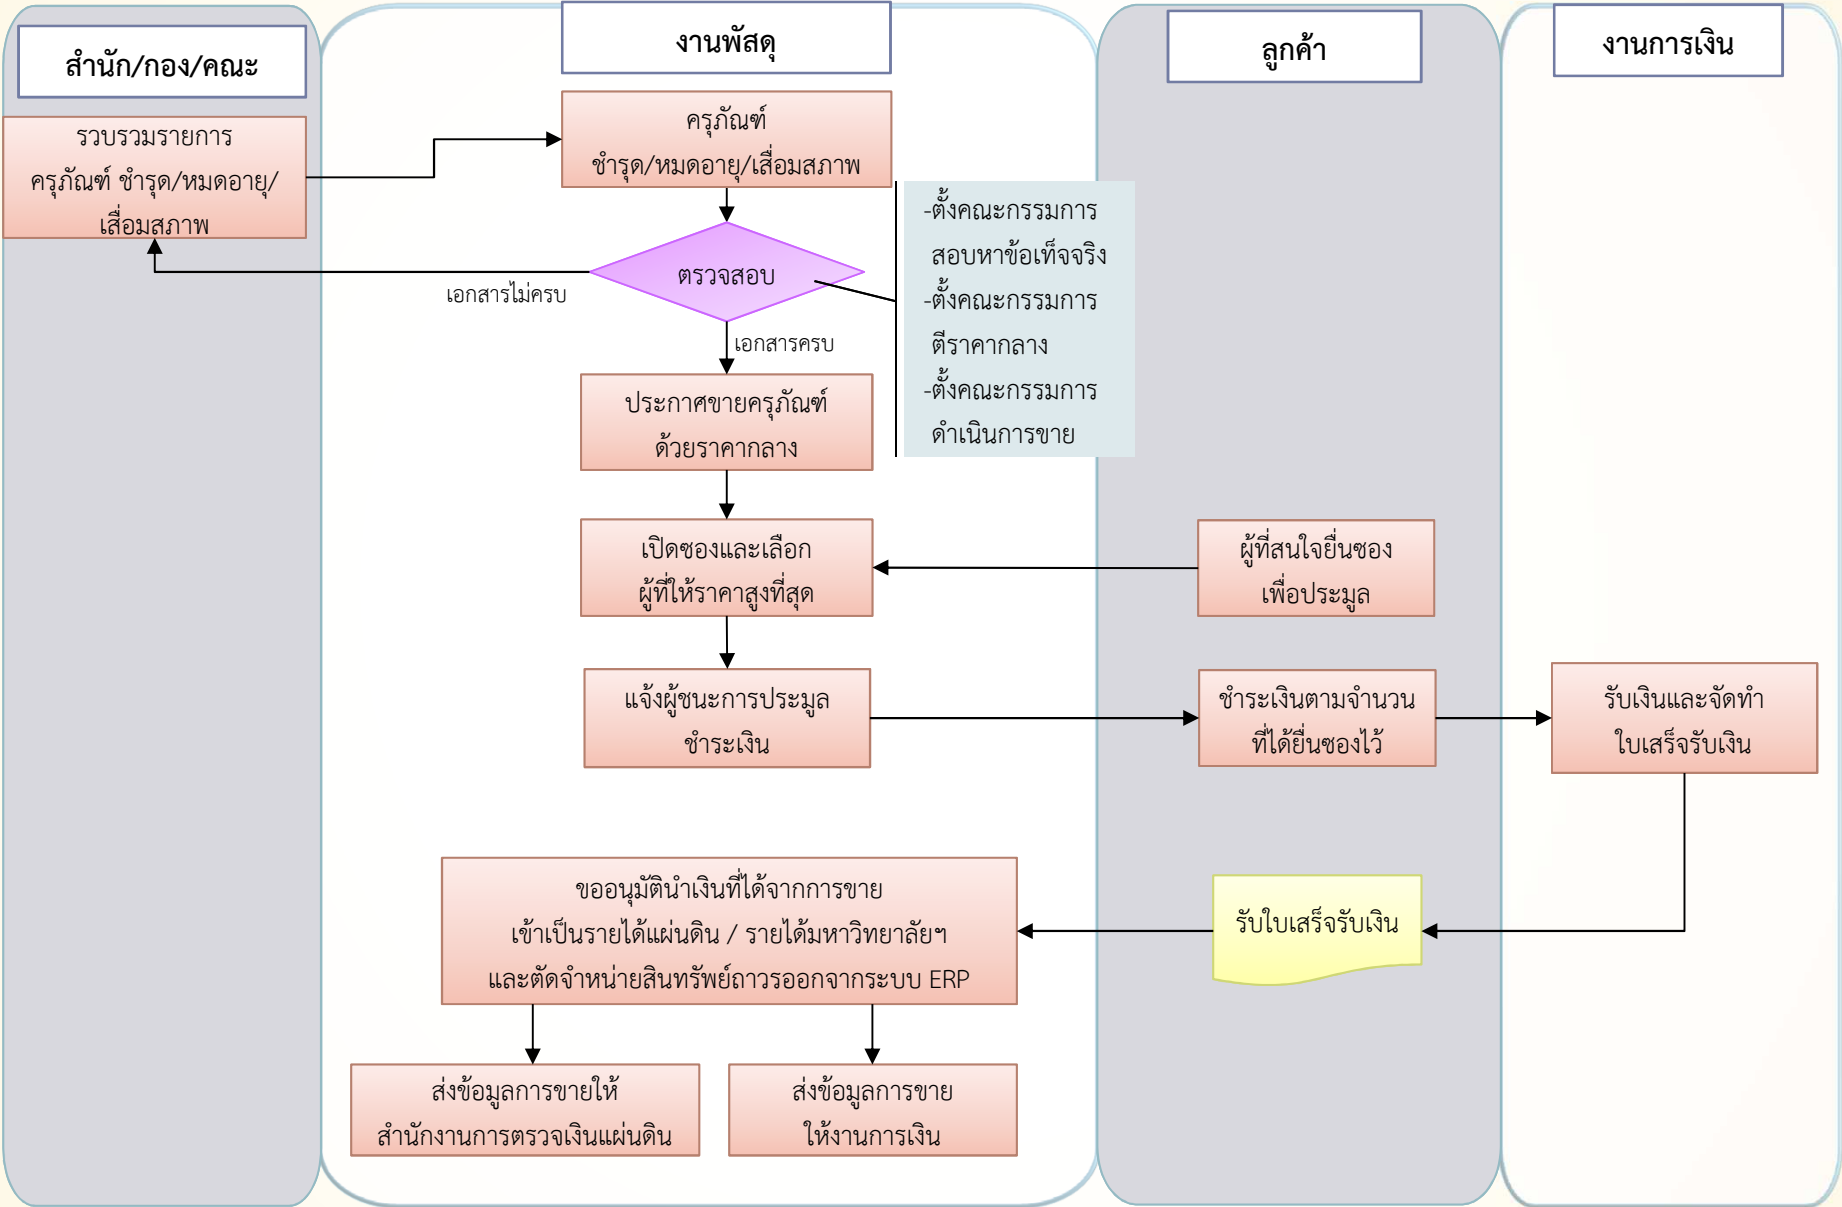 สำนัก/กอง/คณะ
งานพัสดุ
ลูกค้า
งานการเงิน
รวบรวมรายการ
ครุภัณฑ์ ชำรุด/หมดอายุ/
เสื่อมสภาพ
ครุภัณฑ์
ชำรุด/หมดอายุ/เสื่อมสภาพ
ตรวจสอบ
เอกสารไม่ครบ
เอกสารครบ
-ตั้งคณะกรรมการ
สอบหาข้อเท็จจริง
-ตั้งคณะกรรมการ
ตีราคากลาง
-ตั้งคณะกรรมการ
ดำเนินการขาย
ประกาศขายครุภัณฑ์
ด้วยราคากลาง
เปิดซองและเลือก
ผู้ที่ให้ราคาสูงที่สุด
ผู้ที่สนใจยื่นซอง
เพื่อประมูล
แจ้งผู้ชนะการประมูล
ชำระเงิน
ชำระเงินตามจำนวน
ที่ได้ยื่นซองไว้
รับเงินและจัดทำ
ใบเสร็จรับเงิน
รับใบเสร็จรับเงิน
ขออนุมัตินำเงินที่ได้จากการขาย
เข้าเป็นรายได้แผ่นดิน / รายได้มหาวิทยาลัยฯ
และตัดจำหน่ายสินทรัพย์ถาวรออกจากระบบ ERP
ส่งข้อมูลการขายให้
สำนักงานการตรวจเงินแผ่นดิน
ส่งข้อมูลการขาย
ให้งานการเงิน